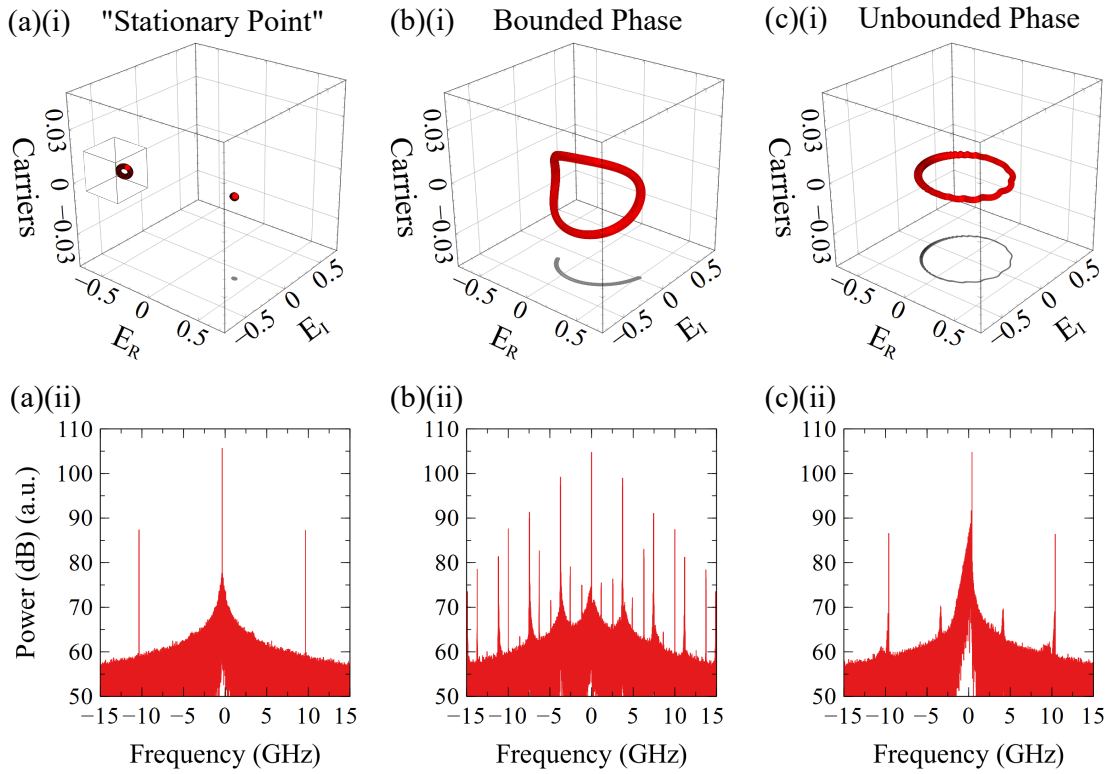 (a)(i) "Stationary Point"
(b)(i) Bounded Phase
(c)(i) Unbounded Phase
Carriers
0.03
0
−0.03
−0.5
0
0.5
E_R
−0.5
0
0.5
E_I
Carriers
0.03
0
−0.03
−0.5
0
0.5
E_R
−0.5
0
0.5
E_I
Carriers
0.03
0
−0.03
−0.5
0
0.5
E_R
−0.5
0
0.5
E_I
(a)(ii)
Power (dB) (a.u.)
110
100
90
80
70
60
50
−15 −10 −5 0 5 10 15
Frequency (GHz)
(b)(ii)
110
100
90
80
70
60
50
−15 −10 −5 0 5 10 15
Frequency (GHz)
(c)(ii)
110
100
90
80
70
60
50
−15 −10 −5 0 5 10 15
Frequency (GHz)